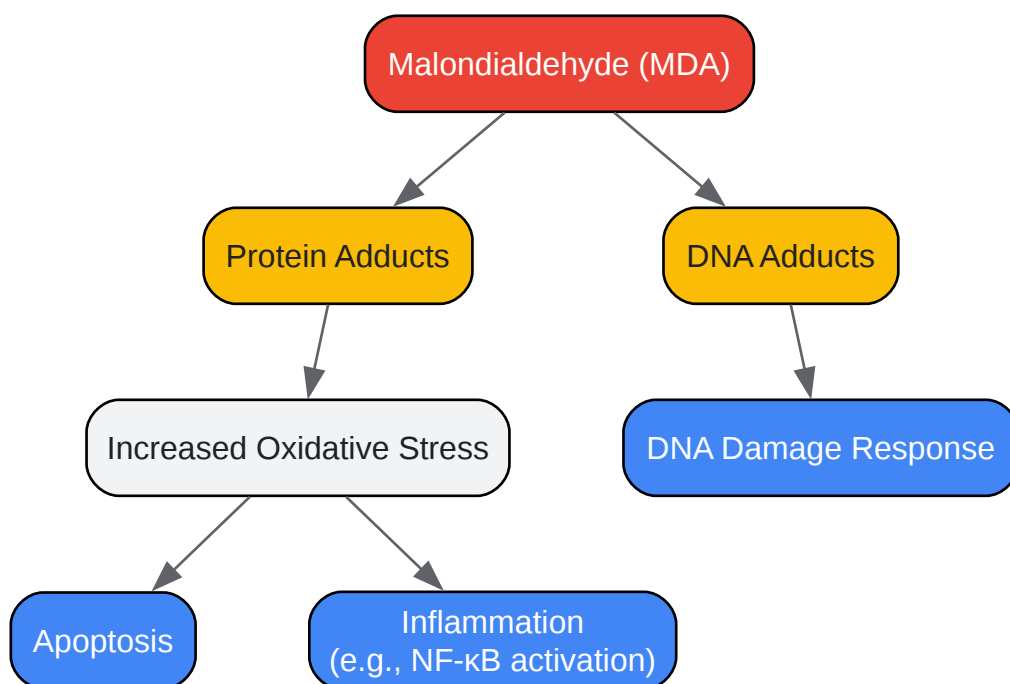 Malondialdehyde (MDA)
Protein Adducts
DNA Adducts
Increased Oxidative Stress
DNA Damage Response
Apoptosis
Inflammation
(e.g., NF-κB activation)